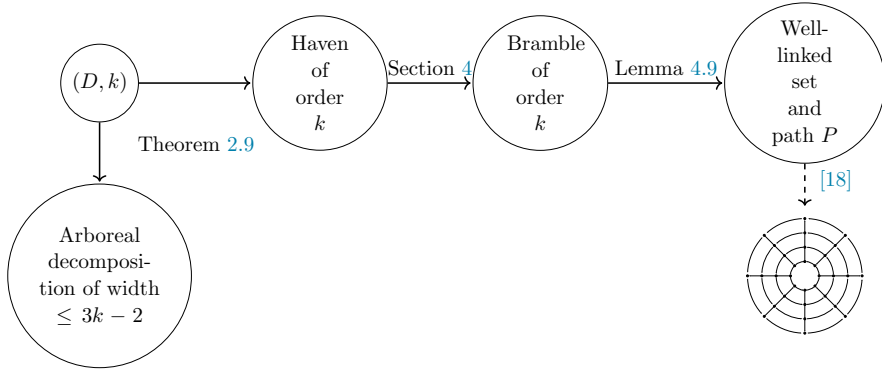 (D, k)
Haven
of
order
k
Section 4
Bramble
of
order
k
Lemma 4.9
Well-
linked
set
and
path P
Theorem 2.9
[18]
Arboreal
decomposi-
tion of width
≤ 3k − 2